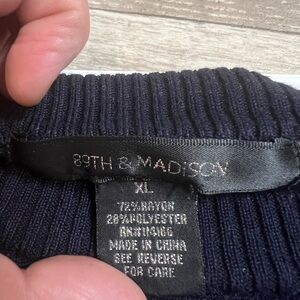 89TH & MADISON
XL
72%RAYON
28%POLYESTER
RN#114166
MADE IN CHINA
SEE REVERSE
FOR CARE